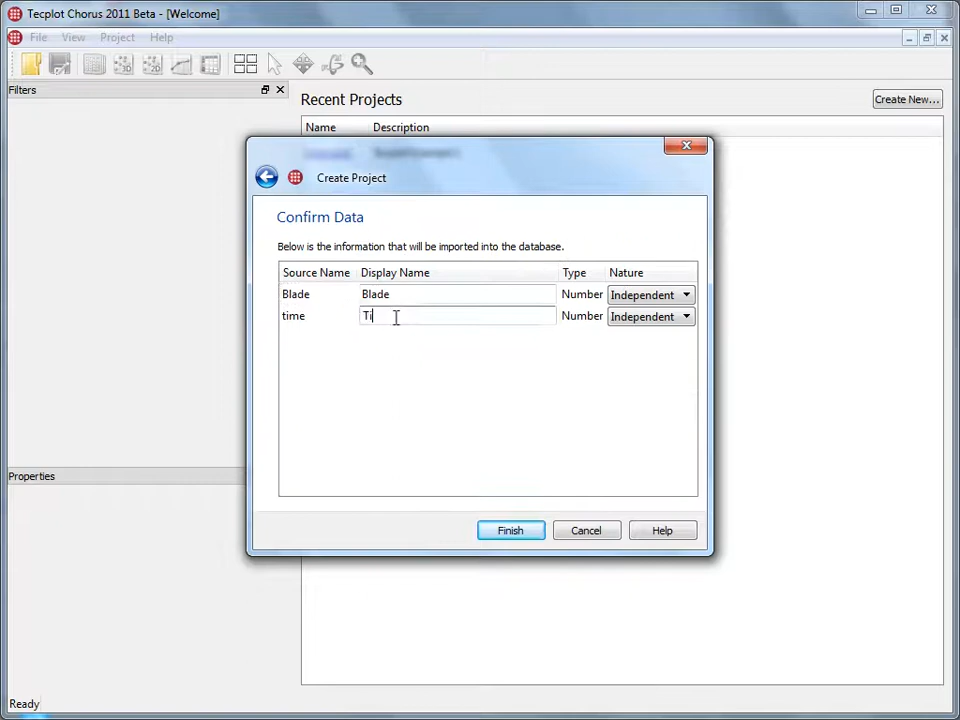 Tecplot Chorus 2011 Beta - [Welcome]
File View Project Help
Filters
Recent Projects
Create New...
Name Description
Create Project
Confirm Data
Below is the information that will be imported into the database.
Source Name Display Name Type Nature
Blade Blade Number Independent
time Ti Number Independent
Properties
Finish Cancel Help
Ready